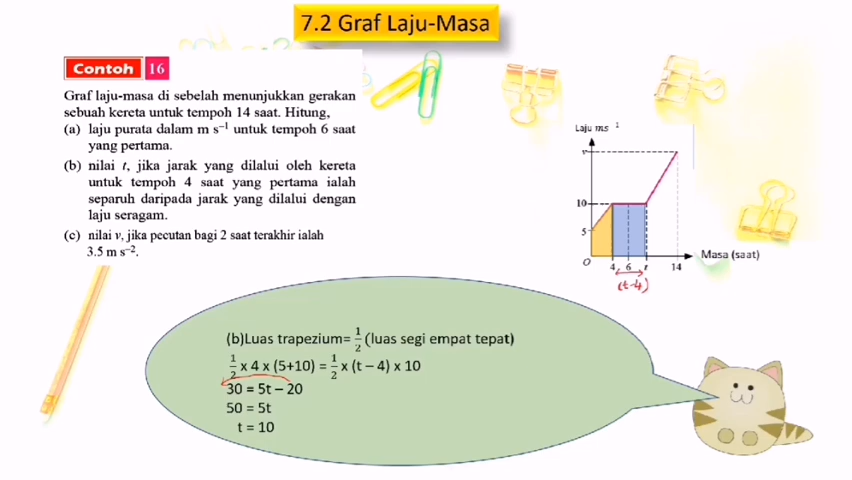 7.2 Graf Laju-Masa
Contoh 16
Graf laju-masa di sebelah menunjukkan gerakan
sebuah kereta untuk tempoh 14 saat. Hitung,
(a) laju purata dalam m s⁻¹ untuk tempoh 6 saat
yang pertama.
(b) nilai t, jika jarak yang dilalui oleh kereta
untuk tempoh 4 saat yang pertama ialah
separuh daripada jarak yang dilalui dengan
laju seragam.
(c) nilai v, jika pecutan bagi 2 saat terakhir ialah
3.5 m s⁻².
Laju ms⁻¹
v
10
5
O 4 6 t 14 Masa (saat)
(t-4)
(b)Luas trapezium= 1/2 (luas segi empat tepat)
1/2 x 4 x (5+10) = 1/2 x (t – 4) x 10
30 = 5t – 20
50 = 5t
t = 10